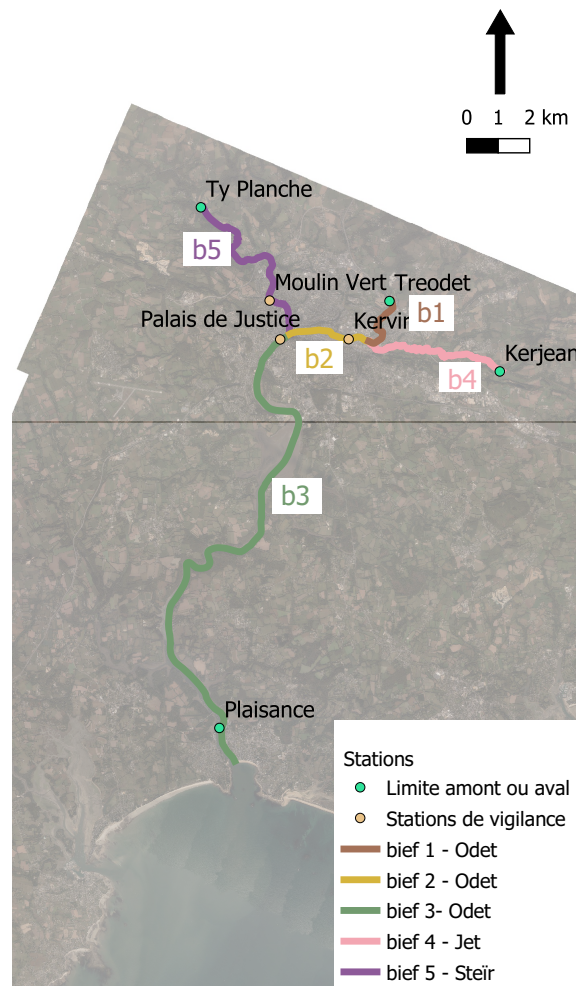 0 1 2 km
Ty Planche
b5
Moulin Vert
Treodet
b1
Palais de Justice
Kervir
b2
Kerjean
b4
b3
Plaisance
Stations
Limite amont ou aval
Stations de vigilance
bief 1 - Odet
bief 2 - Odet
bief 3- Odet
bief 4 - Jet
bief 5 - Steïr